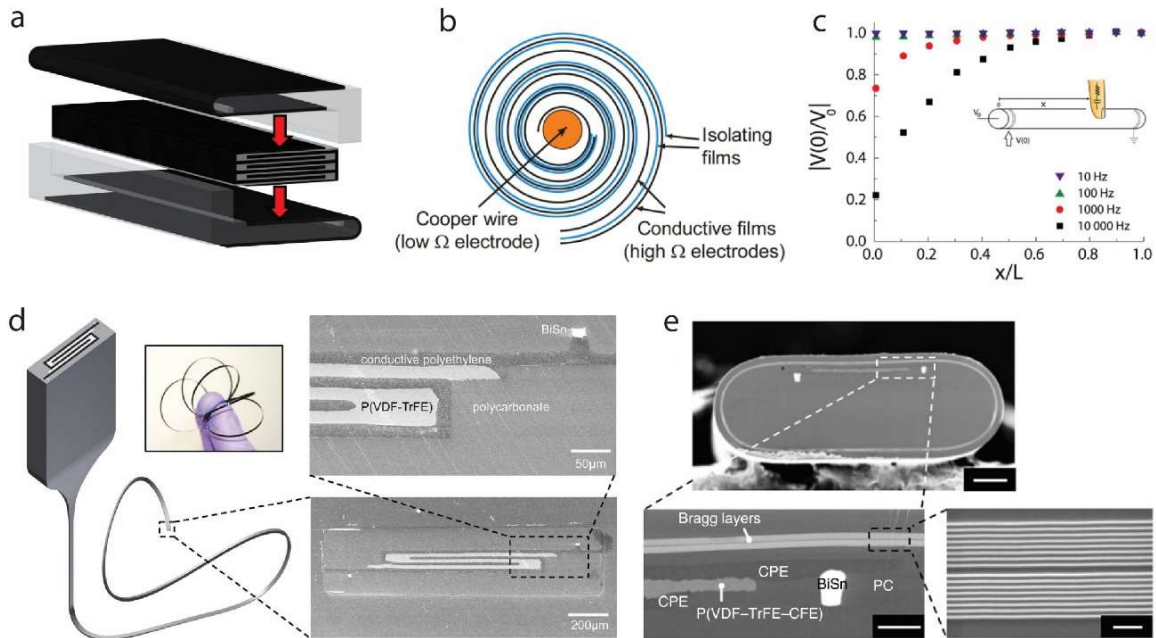 a
b
Isolating
films
Cooper wire
(low Ω electrode)
Conductive films
(high Ω electrodes)
c
|V(0)/V₀|
1.0
0.8
0.6
0.4
0.2
0.0
0.0 0.2 0.4 0.6 0.8 1.0
x/L
0
x
V₀
V(0)
10 Hz
100 Hz
1000 Hz
10 000 Hz
d
BiSn
conductive polyethylene
P(VDF-TrFE)
polycarbonate
50µm
200µm
e
Bragg layers
CPE
BiSn
PC
CPE
P(VDF–TrFE–CFE)